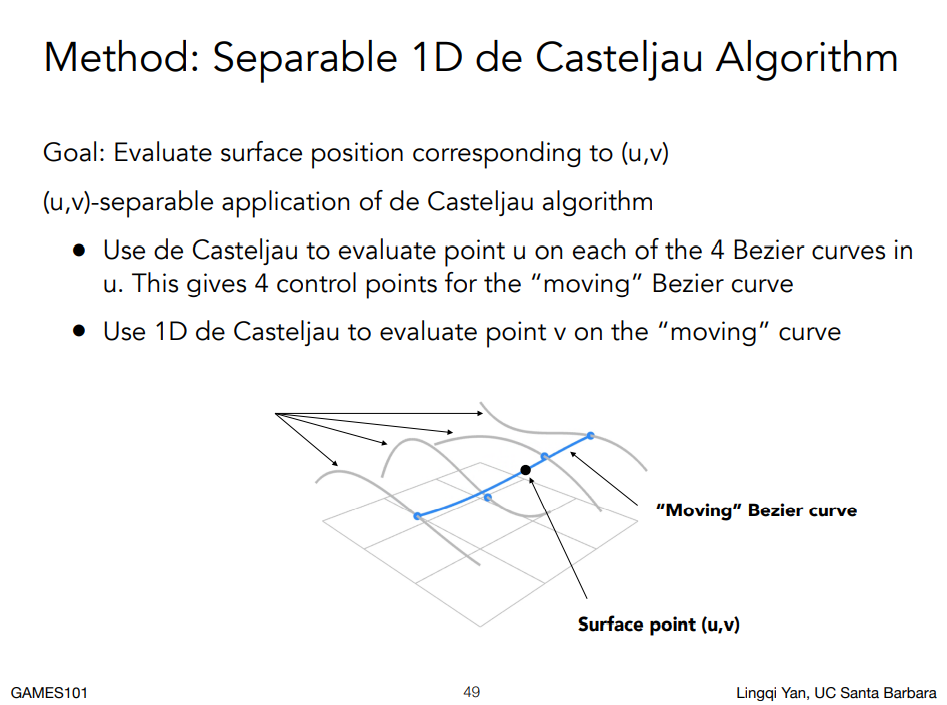 Method: Separable 1D de Casteljau Algorithm
Goal: Evaluate surface position corresponding to (u,v)
(u,v)-separable application of de Casteljau algorithm
● Use de Casteljau to evaluate point u on each of the 4 Bezier curves in
u. This gives 4 control points for the “moving” Bezier curve
● Use 1D de Casteljau to evaluate point v on the “moving” curve
“Moving” Bezier curve
Surface point (u,v)
GAMES101
49
Lingqi Yan, UC Santa Barbara